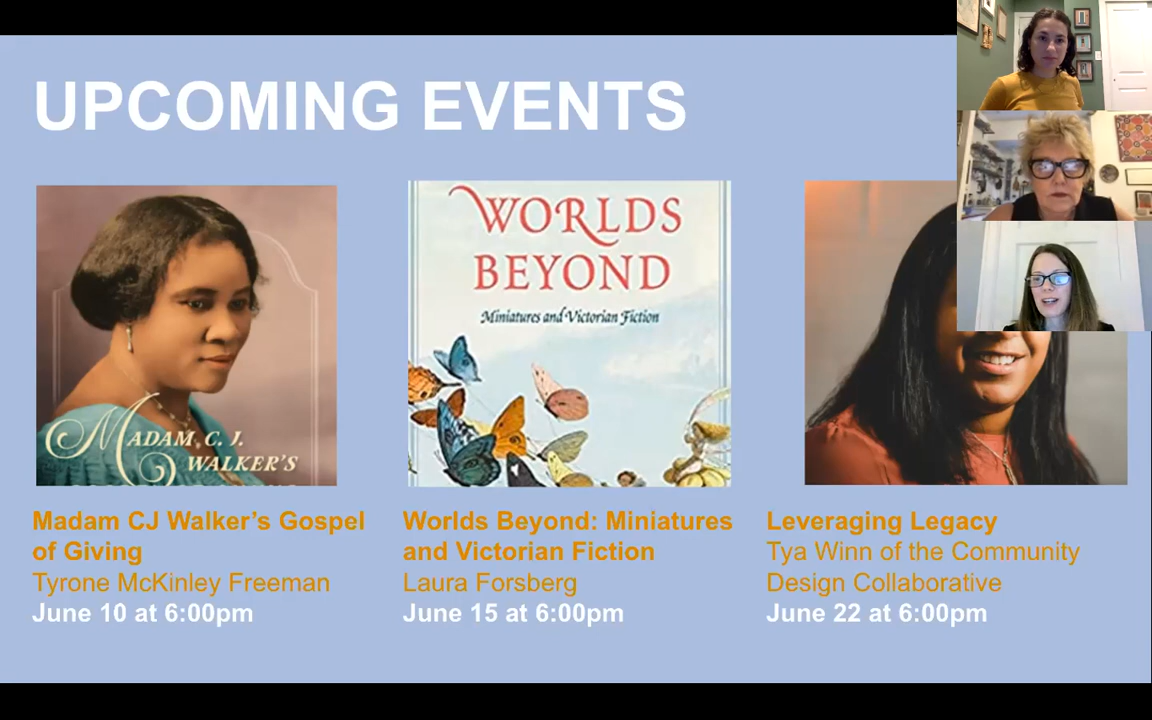 UPCOMING EVENTS
MADAM C. J.
WALKER'S
WORLDS
BEYOND
Miniatures and Victorian Fiction
Madam CJ Walker’s Gospel
of Giving
Tyrone McKinley Freeman
June 10 at 6:00pm
Worlds Beyond: Miniatures
and Victorian Fiction
Laura Forsberg
June 15 at 6:00pm
Leveraging Legacy
Tya Winn of the Community
Design Collaborative
June 22 at 6:00pm